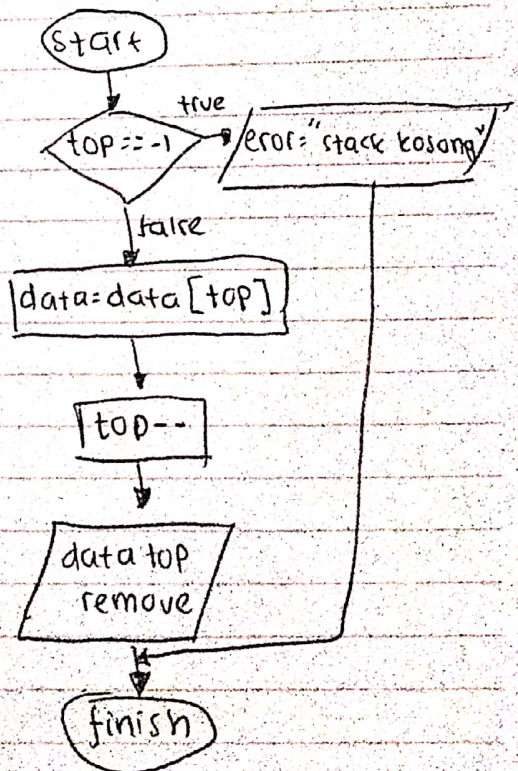 start
true
top == -1
eror="stack kosong"
false
data=data[top]
top--
data top
remove
finish